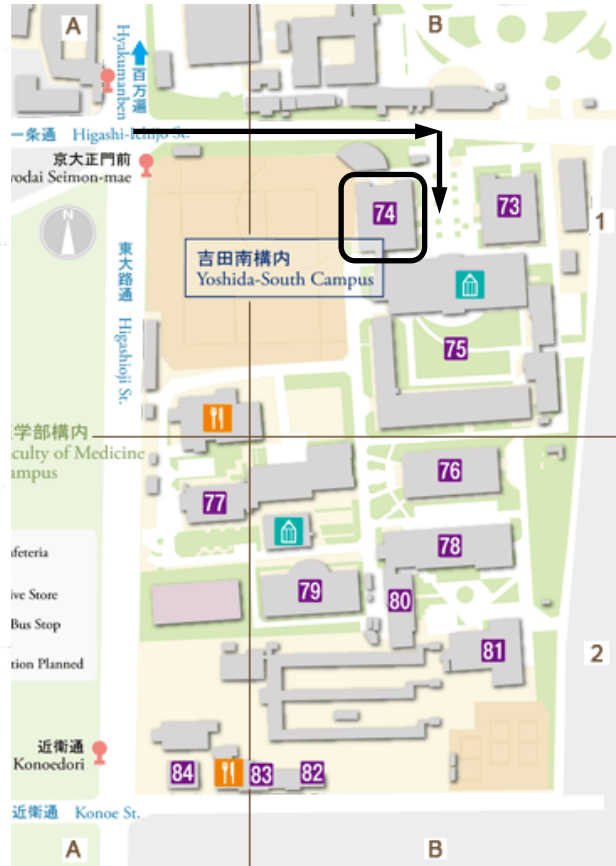 A
B
Hyakumanben
百万遍
一条通 Higashi-Ichijo St.
京大正門前
yodai Seimon-mae
N
74
73
1
吉田南構内
Yoshida-South Campus
東大路通 Higashioji St.
75
学部構内
culty of Medicine
ampus
76
77
78
afeteria
ive Store
Bus Stop
tion Planned
79
80
81
2
近衛通
Konoedori
84
83
82
近衛通 Konoe St.
A
B